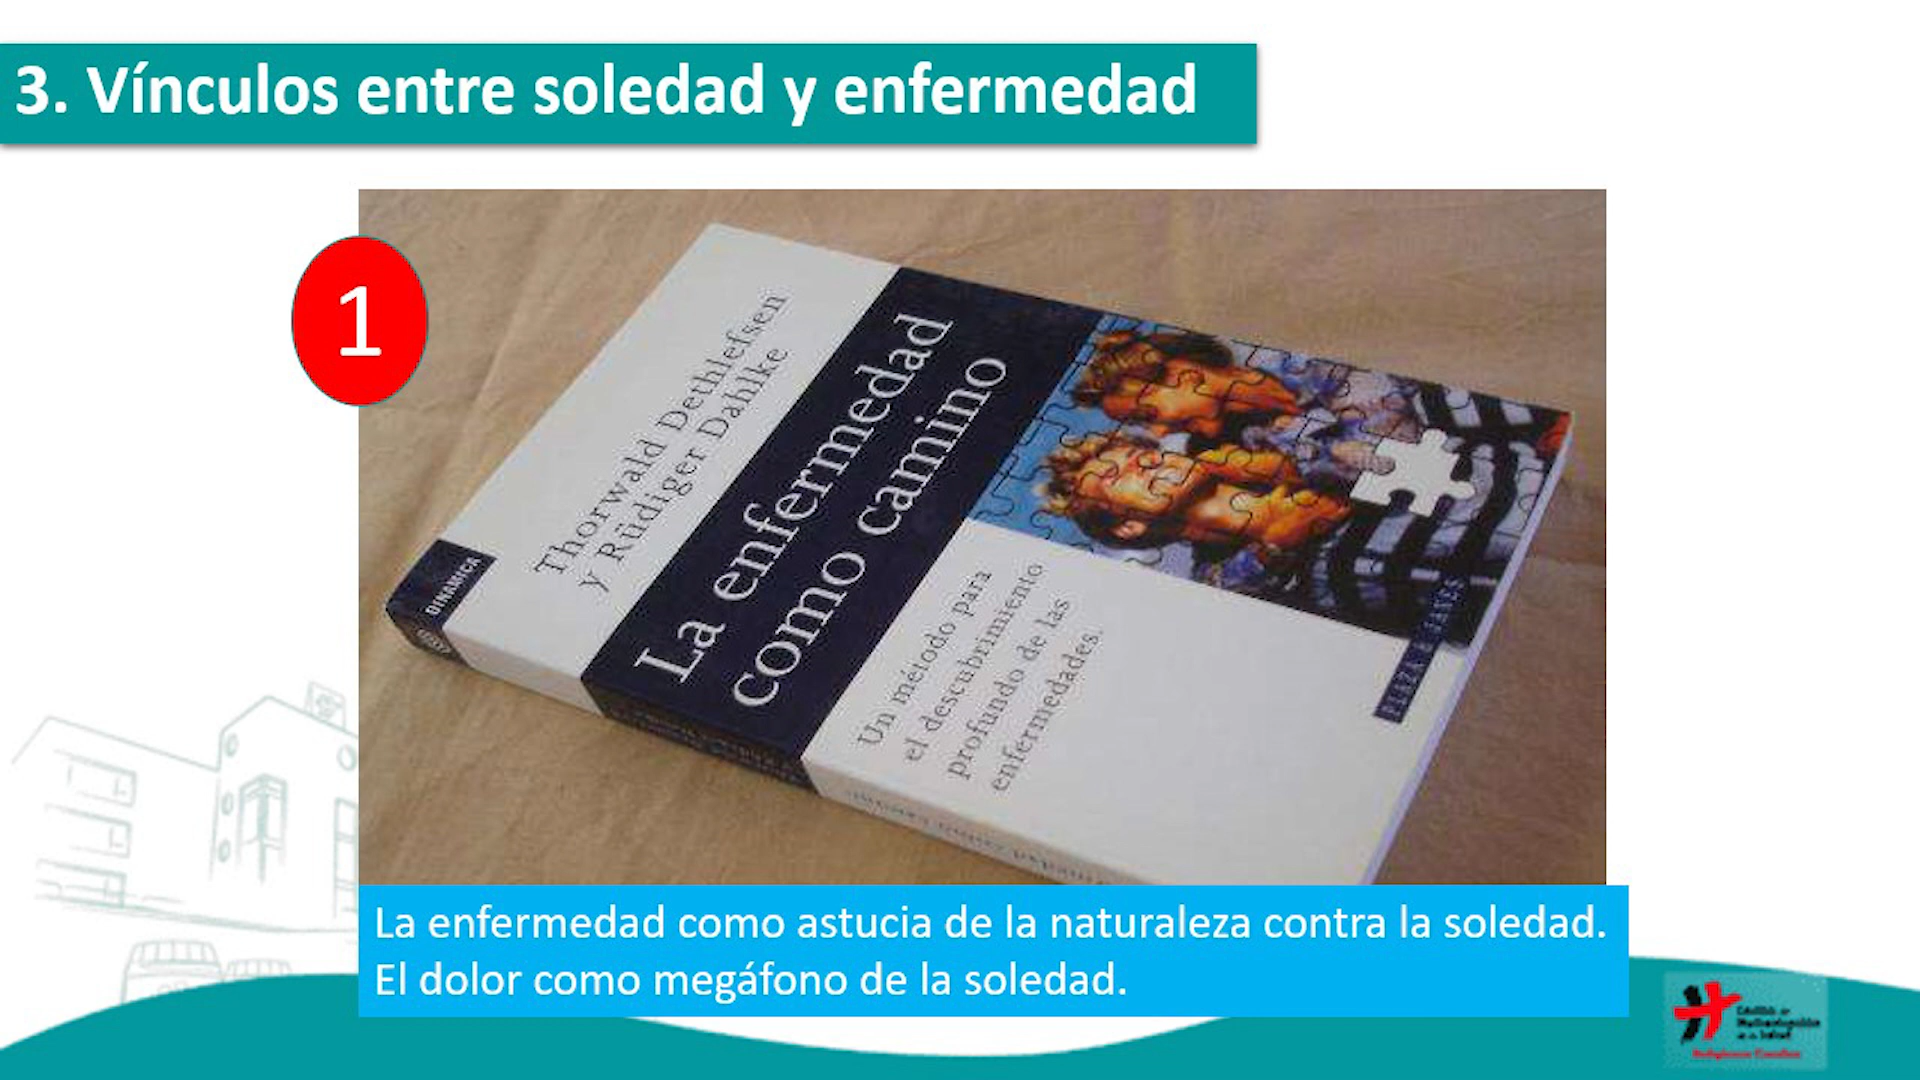 3. Vínculos entre soledad y enfermedad
1
Thorwald Dethlefsen
y Rüdiger Dahlke
La enfermedad
como camino
DINAMICA
Un método para
el descubrimiento
profundo de las
enfermedades.
La enfermedad como astucia de la naturaleza contra la soledad.
El dolor como megáfono de la soledad.